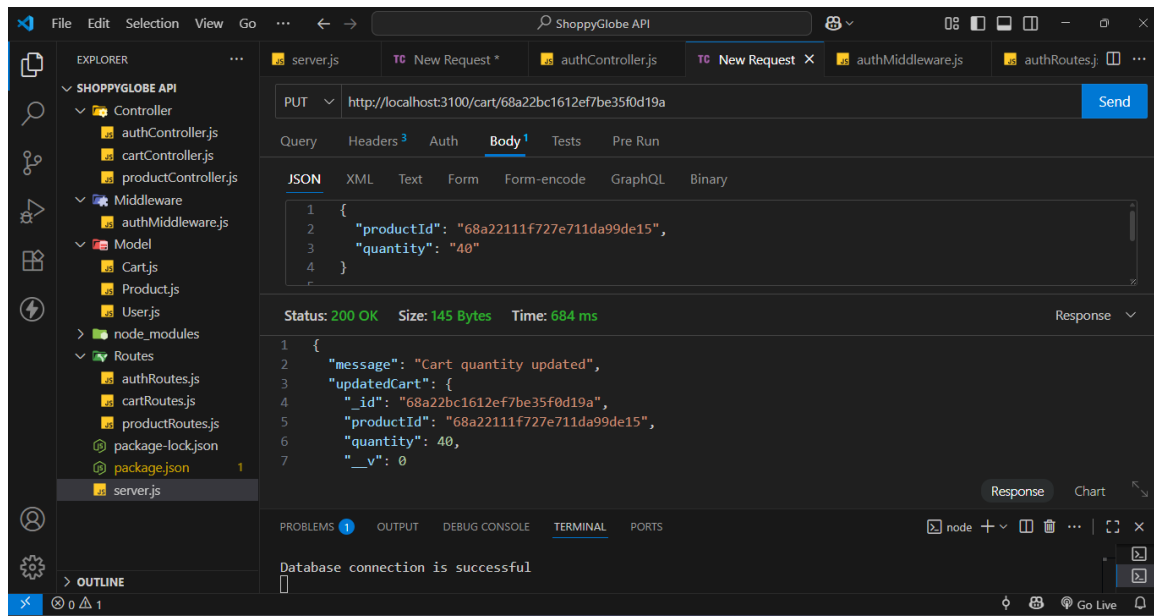 File Edit Selection View Go ··· ShoppyGlobe API
EXPLORER ···
SHOPPYGLOBE API
Controller
authController.js
cartController.js
productController.js
Middleware
authMiddleware.js
Model
Cart.js
Product.js
User.js
node_modules
Routes
authRoutes.js
cartRoutes.js
productRoutes.js
package-lock.json
package.json 1
server.js
OUTLINE
JS server.js TC New Request * JS authController.js TC New Request JS authMiddleware.js JS authRoutes.j ···
PUT http://localhost:3100/cart/68a22bc1612ef7be35f0d19a Send
Query Headers 3 Auth Body 1 Tests Pre Run
JSON XML Text Form Form-encode GraphQL Binary
1 {
2 "productId": "68a22111f727e711da99de15",
3 "quantity": "40"
4 }
Status: 200 OK Size: 145 Bytes Time: 684 ms Response
1 {
2 "message": "Cart quantity updated",
3 "updatedCart": {
4 "_id": "68a22bc1612ef7be35f0d19a",
5 "productId": "68a22111f727e711da99de15",
6 "quantity": 40,
7 "__v": 0
Response Chart
PROBLEMS 1 OUTPUT DEBUG CONSOLE TERMINAL PORTS node ···
Database connection is successful
0 1 Go Live